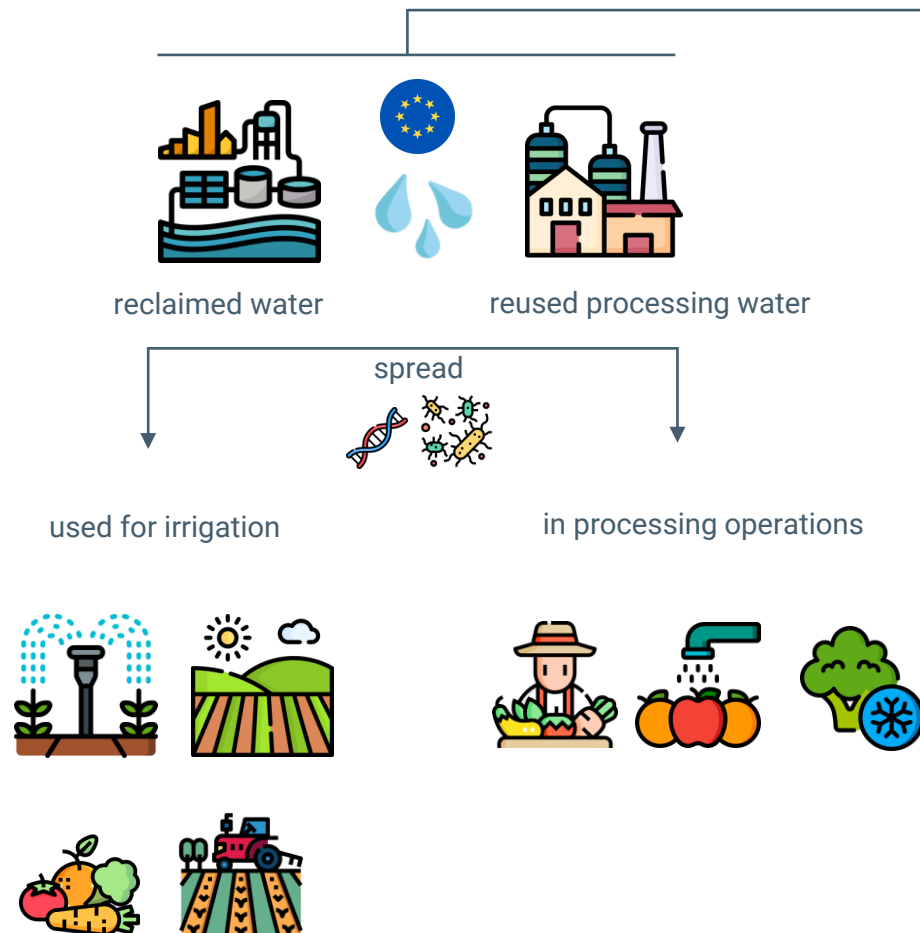 reclaimed water
reused processing water
spread
used for irrigation
in processing operations